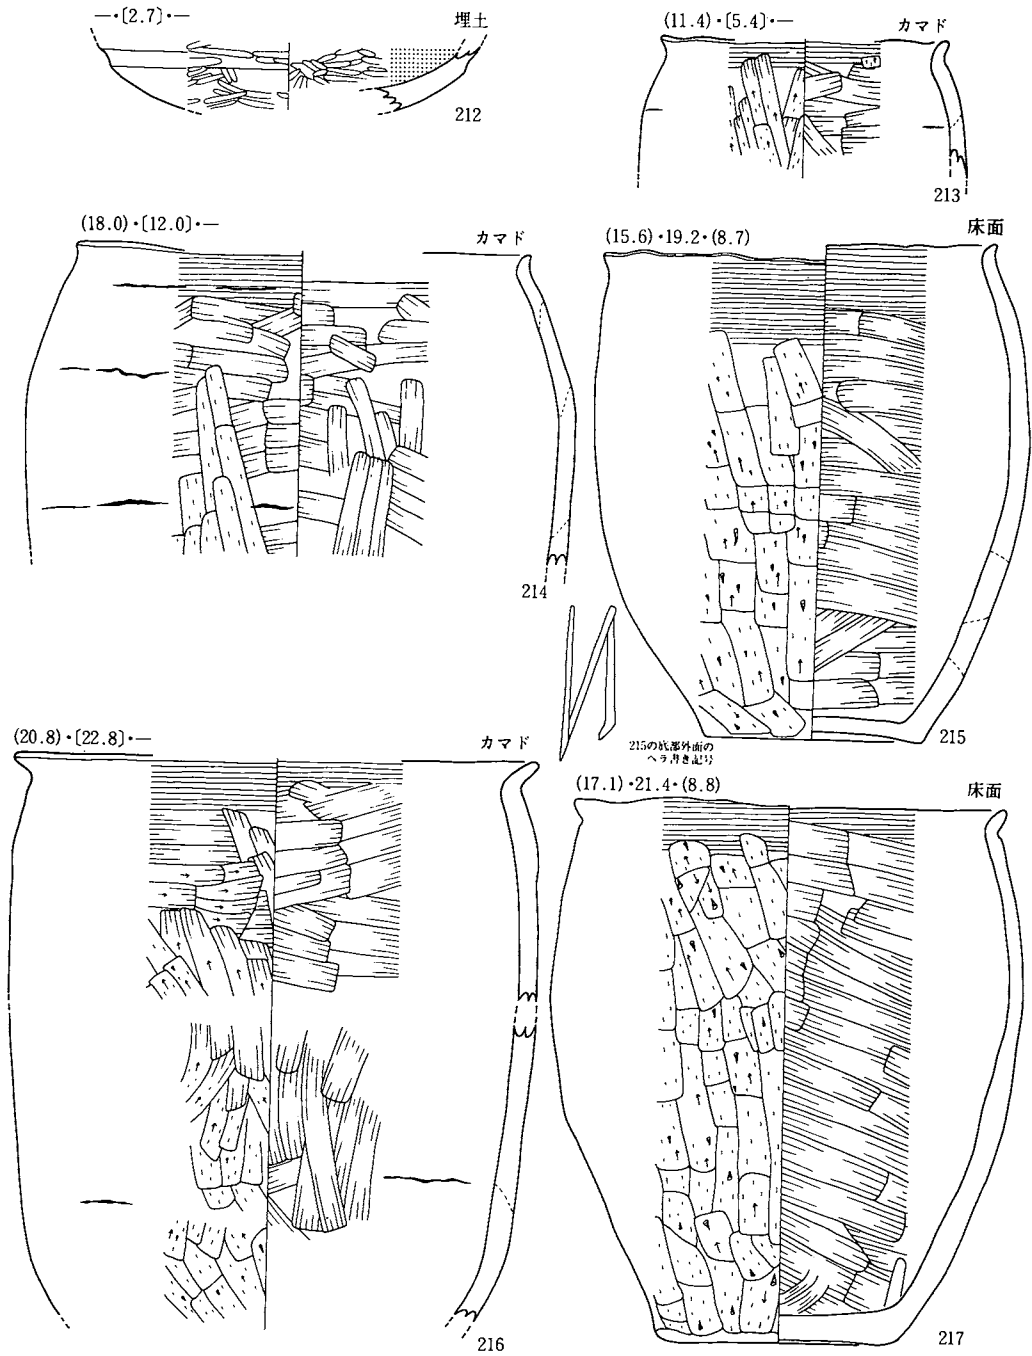 —・[2.7]・— 埋土
212
(11.4)・[5.4]・— カマド
213
(18.0)・[12.0]・— カマド
214
(15.6)・19.2・(8.7) 床面
215
215の底部外面の
ヘラ書き記号
(20.8)・[22.8]・— カマド
216
(17.1)・21.4・(8.8) 床面
217